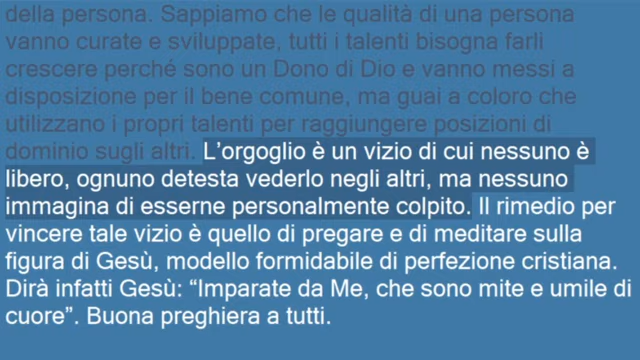 della persona. Sappiamo che le qualità di una persona
vanno curate e sviluppate, tutti i talenti bisogna farli
crescere perché sono un Dono di Dio e vanno messi a
disposizione per il bene comune, ma guai a coloro che
utilizzano i propri talenti per raggiungere posizioni di
dominio sugli altri. L’orgoglio è un vizio di cui nessuno è
libero, ognuno detesta vederlo negli altri, ma nessuno
immagina di esserne personalmente colpito. Il rimedio per
vincere tale vizio è quello di pregare e di meditare sulla
figura di Gesù, modello formidabile di perfezione cristiana.
Dirà infatti Gesù: “Imparate da Me, che sono mite e umile di
cuore”. Buona preghiera a tutti.